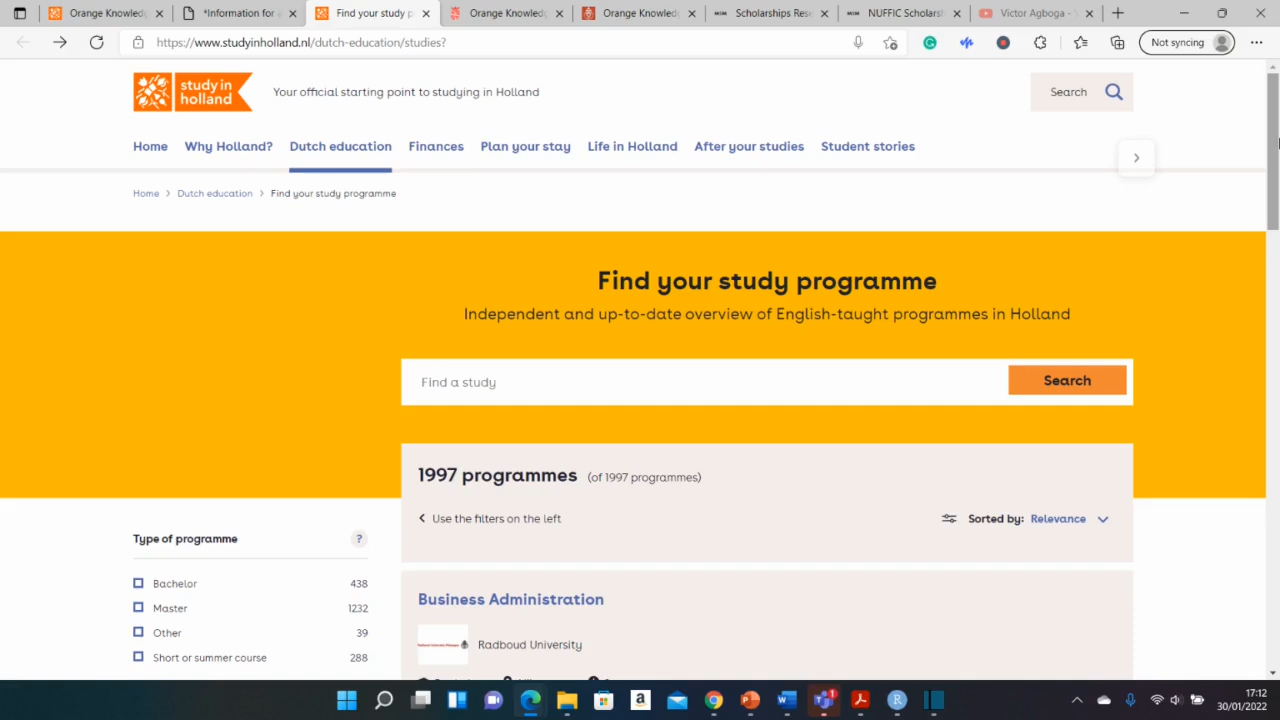 Orange Knowledg
*Information for a
Find your study p
Orange Knowledg
Orange Knowledg
Scholarships Rese
NUFFIC Scholarsh
Victor Agboga - S
https://www.studyinholland.nl/dutch-education/studies?
Not syncing
study in
holland
Your official starting point to studying in Holland
Search
Home
Why Holland?
Dutch education
Finances
Plan your stay
Life in Holland
After your studies
Student stories
Home > Dutch education > Find your study programme
Find your study programme
Independent and up-to-date overview of English-taught programmes in Holland
Find a study
Search
1997 programmes (of 1997 programmes)
Use the filters on the left
Sorted by: Relevance
Type of programme ?
Bachelor 438
Master 1232
Other 39
Short or summer course 288
Business Administration
Radboud University
17:12
30/01/2022